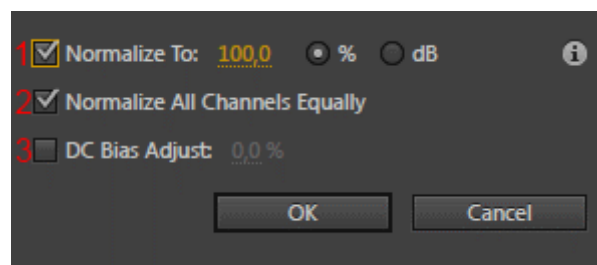 1 Normalize To: 100,0 % dB i
2 Normalize All Channels Equally
3 DC Bias Adjust: 0,0 %
OK Cancel